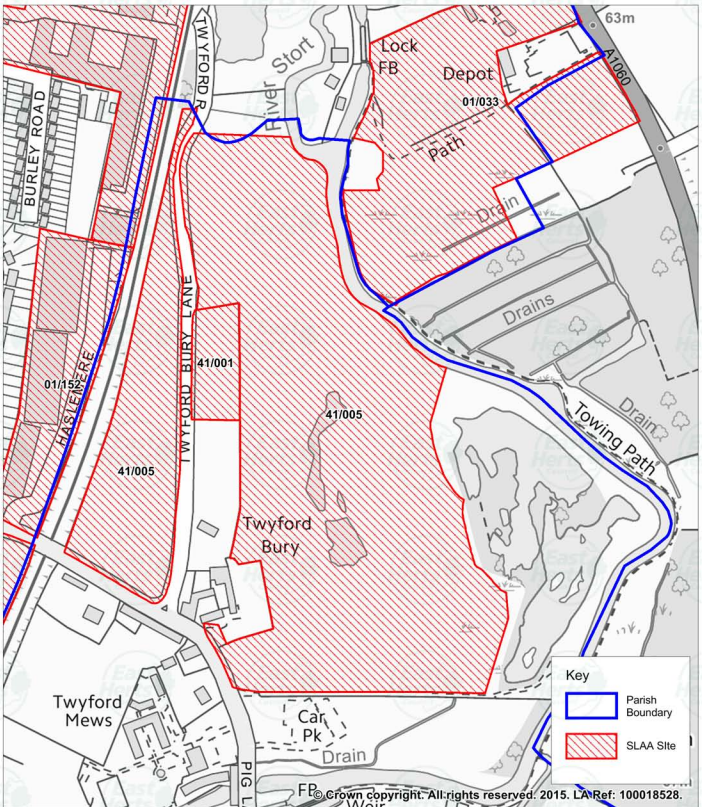 TWYFORD R
River Stort
Lock
FB
63m
Depot
A1060
01/033
Path
BURLEY ROAD
Drain
TWYFORD BURY LANE
41/001
Drains
01/152
HASLEMERE
41/005
41/005
Drain
Towing Path
Twyford
Bury
Key
Parish
Boundary
SLAA SIte
Twyford
Mews
Car
Pk
PIG L
Drain
FB
Weir
© Crown copyright. All rights reserved. 2015. LA Ref: 100018528.